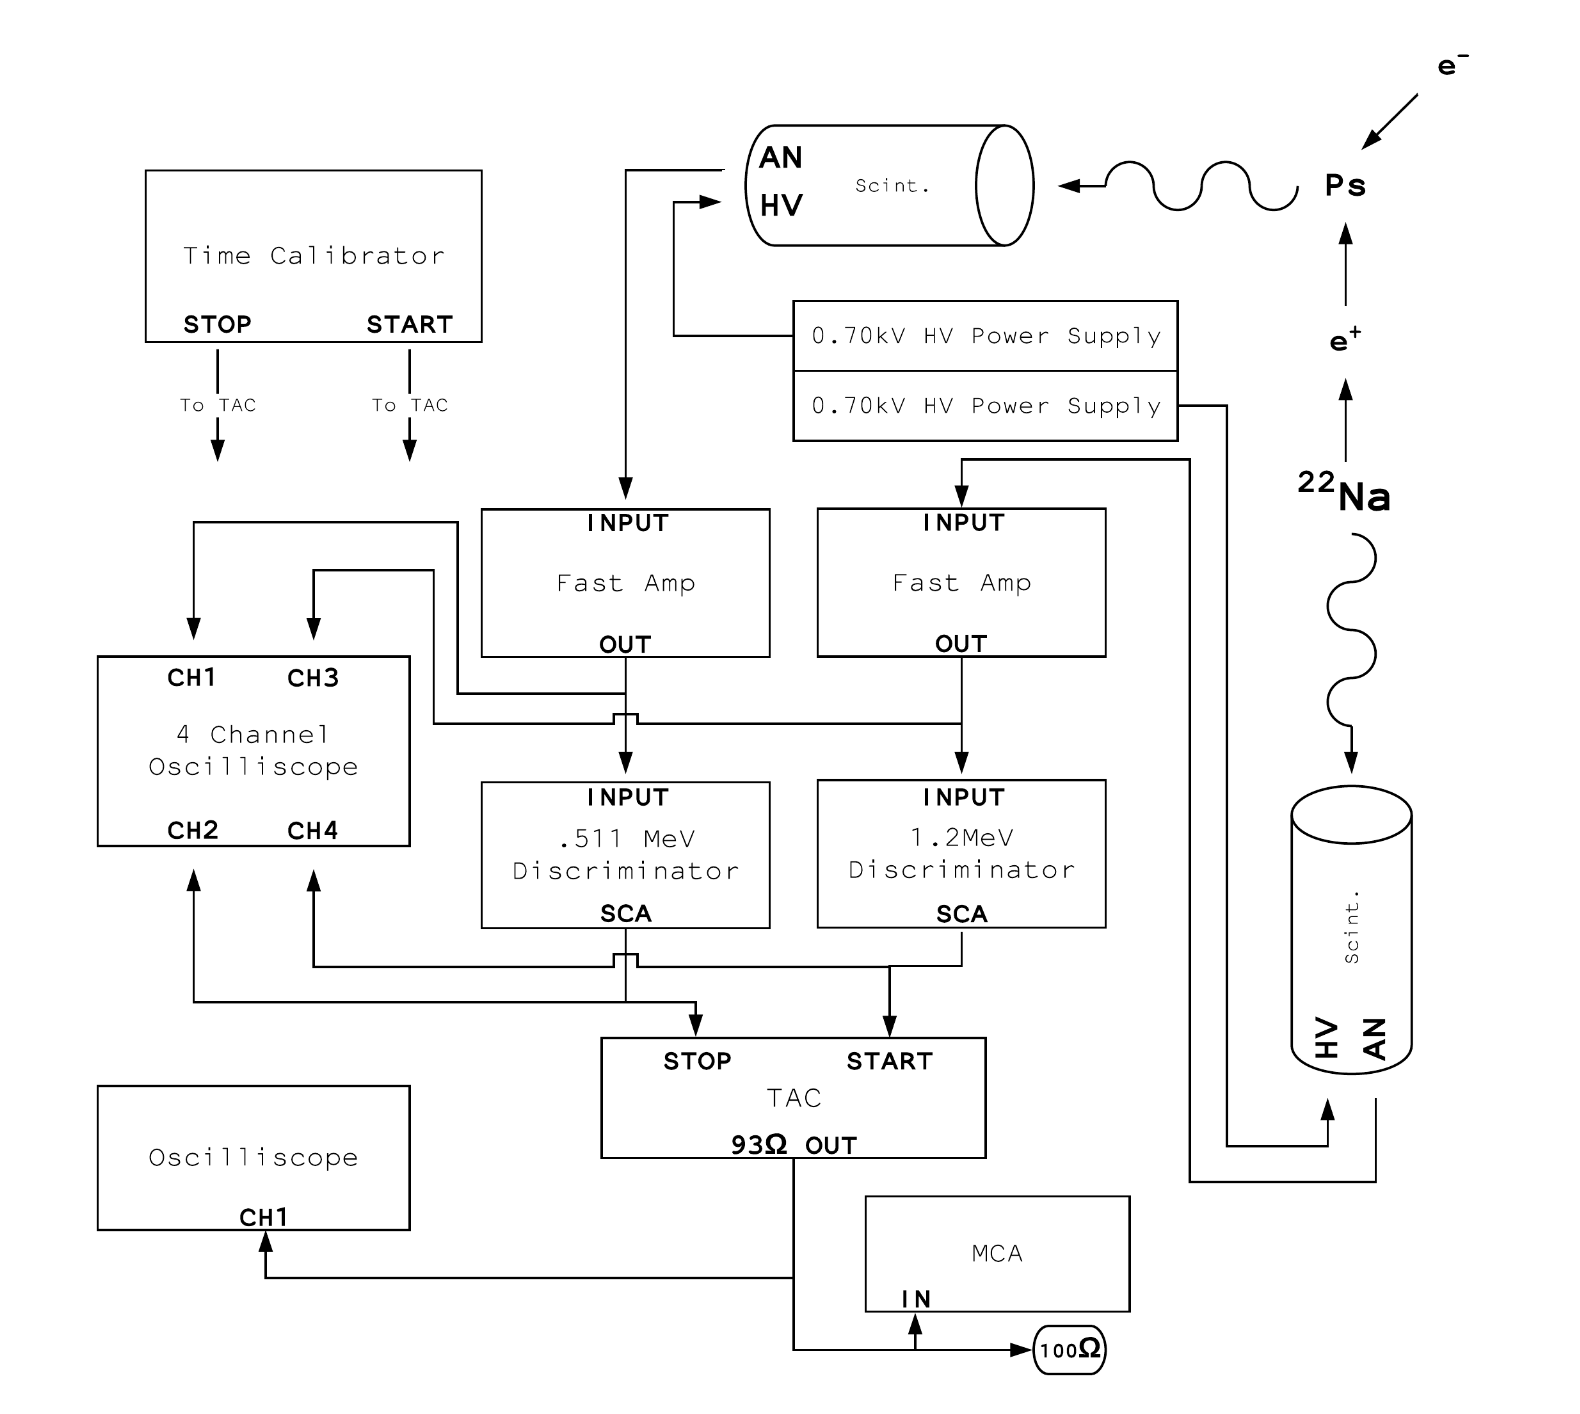 e⁻
AN
HV
Scint.
Ps
Time Calibrator
STOP START
To TAC To TAC
0.70kV HV Power Supply
0.70kV HV Power Supply
e⁺
²²Na
INPUT
Fast Amp
OUT
INPUT
Fast Amp
OUT
CH1 CH3
4 Channel
Oscilliscope
CH2 CH4
INPUT
.511 MeV
Discriminator
SCA
INPUT
1.2MeV
Discriminator
SCA
Scint.
HV
AN
STOP START
TAC
93Ω OUT
Oscilliscope
CH1
MCA
IN
100Ω